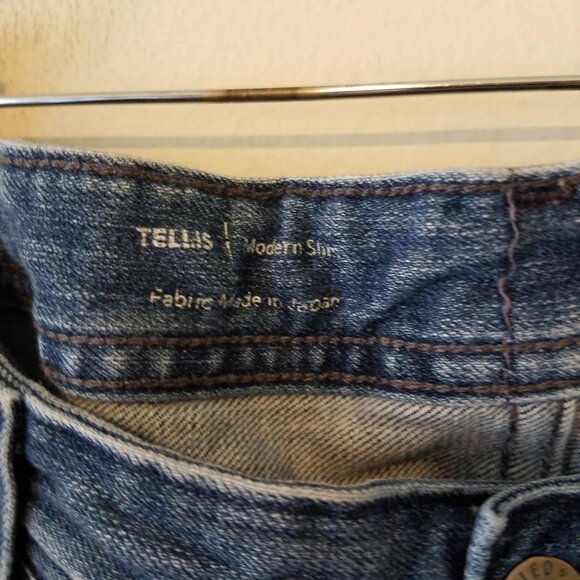 TELLIS | Modern Slim
Fabric Made in Japan